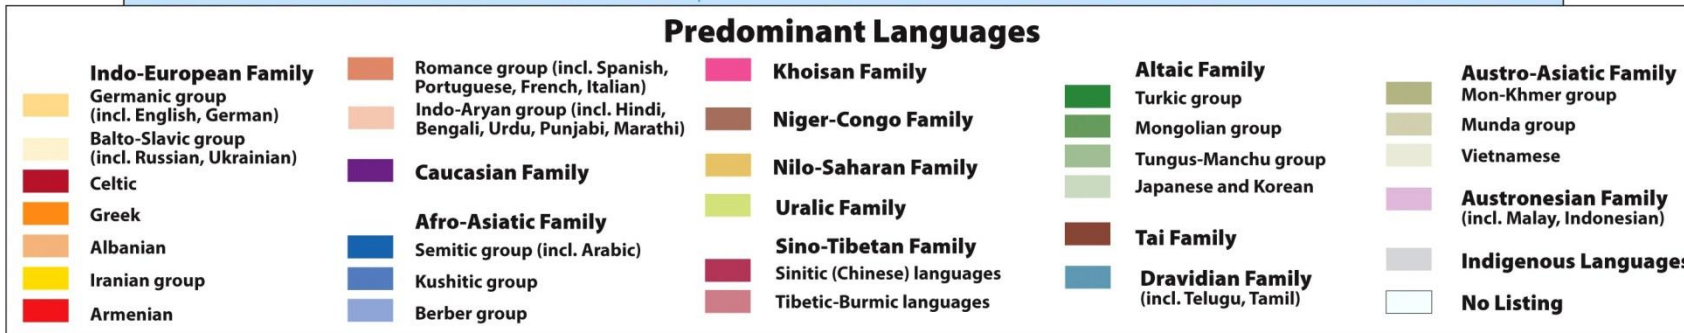 Predominant Languages
Indo-European Family
Germanic group
(incl. English, German)
Balto-Slavic group
(incl. Russian, Ukrainian)
Celtic
Greek
Albanian
Iranian group
Armenian
Romance group (incl. Spanish,
Portuguese, French, Italian)
Indo-Aryan group (incl. Hindi,
Bengali, Urdu, Punjabi, Marathi)
Caucasian Family
Afro-Asiatic Family
Semitic group (incl. Arabic)
Kushitic group
Berber group
Khoisan Family
Niger-Congo Family
Nilo-Saharan Family
Uralic Family
Sino-Tibetan Family
Sinitic (Chinese) languages
Tibetic-Burmic languages
Altaic Family
Turkic group
Mongolian group
Tungus-Manchu group
Japanese and Korean
Tai Family
Dravidian Family
(incl. Telugu, Tamil)
Austro-Asiatic Family
Mon-Khmer group
Munda group
Vietnamese
Austronesian Family
(incl. Malay, Indonesian)
Indigenous Languages
No Listing